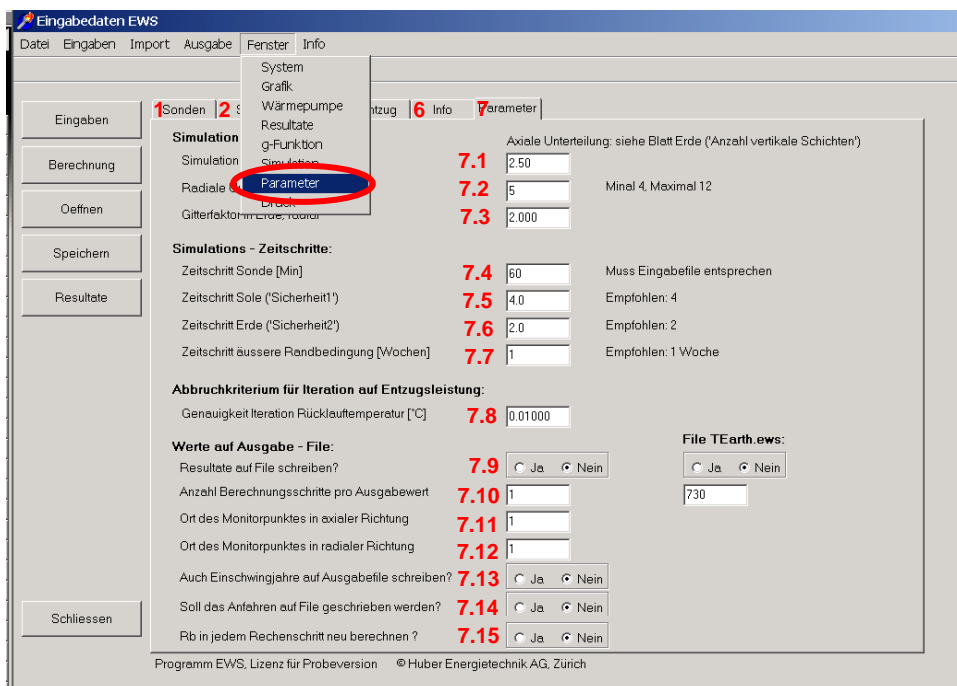 Eingabedaten EWS
Datei Eingaben Import Ausgabe Fenster Info
System
Grafik
Wärmepumpe
Resultate
g-Funktion
Simulation
Parameter
Druck
Eingaben
Berechnung
Oeffnen
Speichern
Resultate
Schliessen
1 Sonden 2 S ntzug 6 Info 7 Parameter
Simulation
Axiale Unterteilung: siehe Blatt Erde ('Anzahl vertikale Schichten')
Simulation 7.1 2.50
Radiale 7.2 5 Minal 4, Maximal 12
Gitterfaktor in Erde, radial 7.3 2.000
Simulations - Zeitschritte:
Zeitschritt Sonde [Min] 7.4 60 Muss Eingabefile entsprechen
Zeitschritt Sole ('Sicherheit1') 7.5 4.0 Empfohlen: 4
Zeitschritt Erde ('Sicherheit2') 7.6 2.0 Empfohlen: 2
Zeitschritt äussere Randbedingung [Wochen] 7.7 1 Empfohlen: 1 Woche
Abbruchkriterium für Iteration auf Entzugsleistung:
Genauigkeit Iteration Rücklauftemperatur [°C] 7.8 0.01000
Werte auf Ausgabe - File: File TEarth.ews:
Resultate auf File schreiben? 7.9 Ja Nein Ja Nein
Anzahl Berechnungsschritte pro Ausgabewert 7.10 1 730
Ort des Monitorpunktes in axialer Richtung 7.11 1
Ort des Monitorpunktes in radialer Richtung 7.12 1
Auch Einschwingjahre auf Ausgabefile schreiben? 7.13 Ja Nein
Soll das Anfahren auf File geschrieben werden? 7.14 Ja Nein
Rb in jedem Rechenschritt neu berechnen ? 7.15 Ja Nein
Programm EWS, Lizenz für Probeversion © Huber Energietechnik AG, Zürich